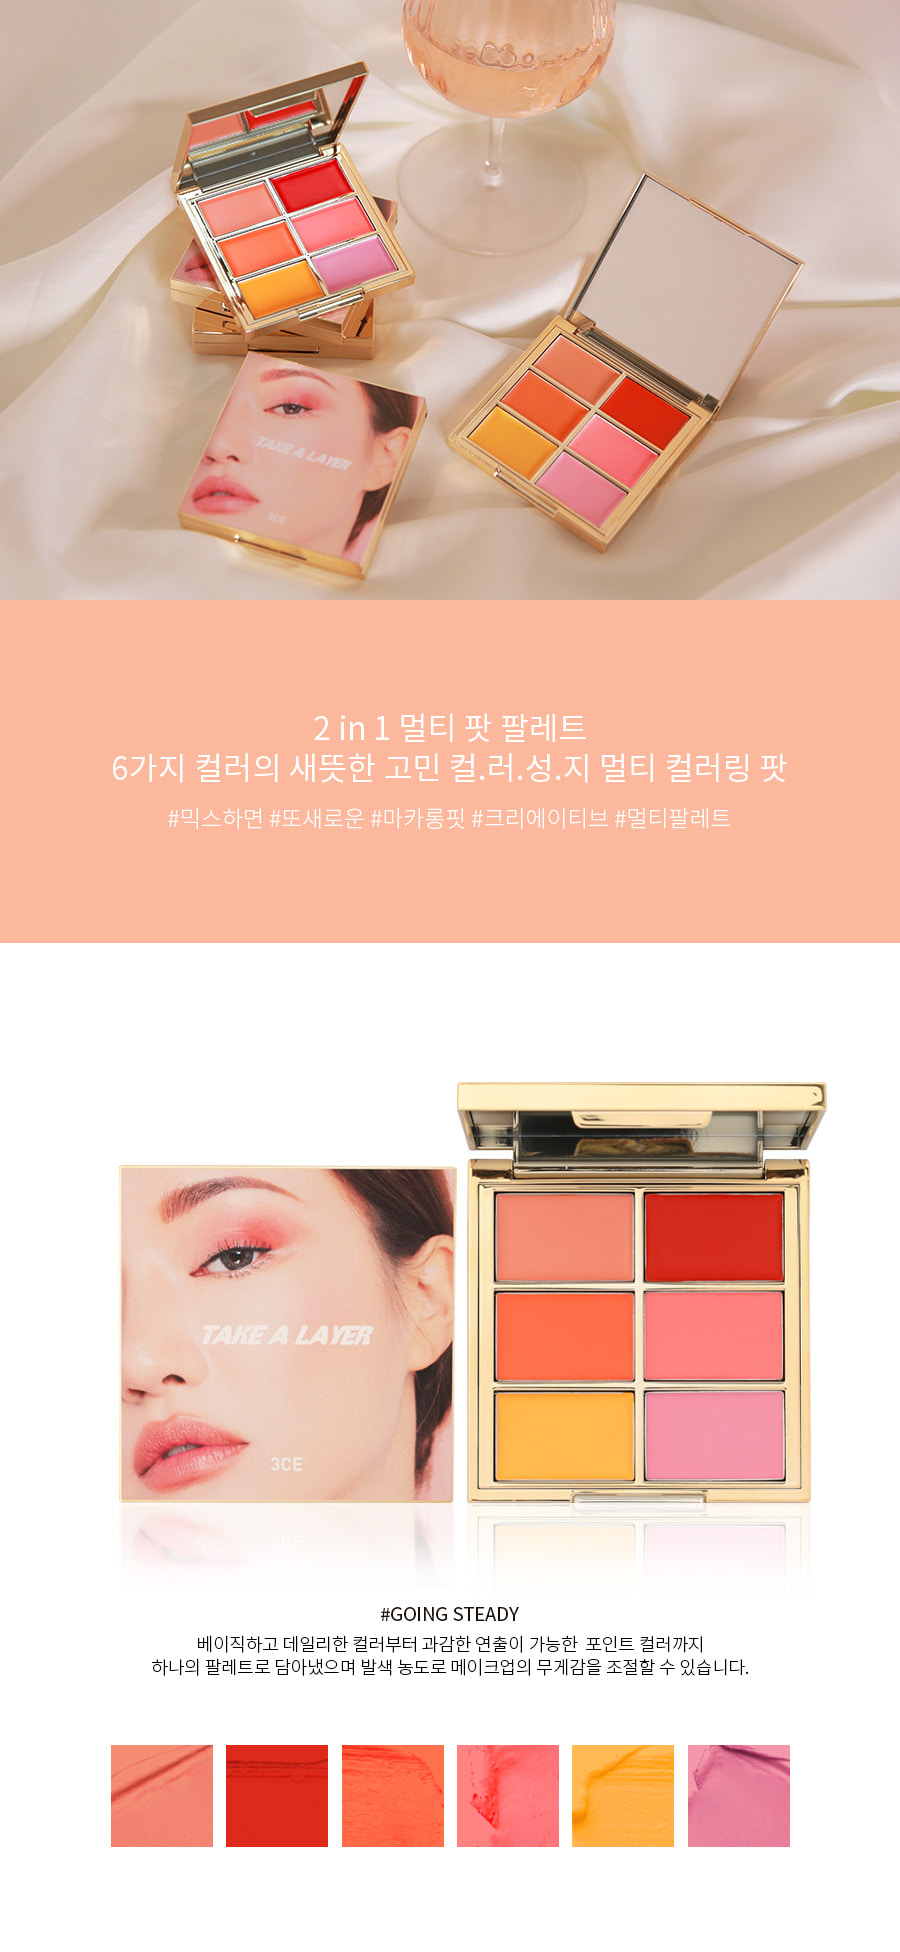 TAKE A LAYER
3CE
2 in 1 멀티 팟 팔레트
6가지 컬러의 새뜻한 고민 컬.러.성.지 멀티 컬러링 팟
#믹스하면 #또새로운 #마카롱핏 #크리에이티브 #멀티팔레트
TAKE A LAYER
3CE
#GOING STEADY
베이직하고 데일리한 컬러부터 과감한 연출이 가능한 포인트 컬러까지
하나의 팔레트로 담아냈으며 발색 농도로 메이크업의 무게감을 조절할 수 있습니다.